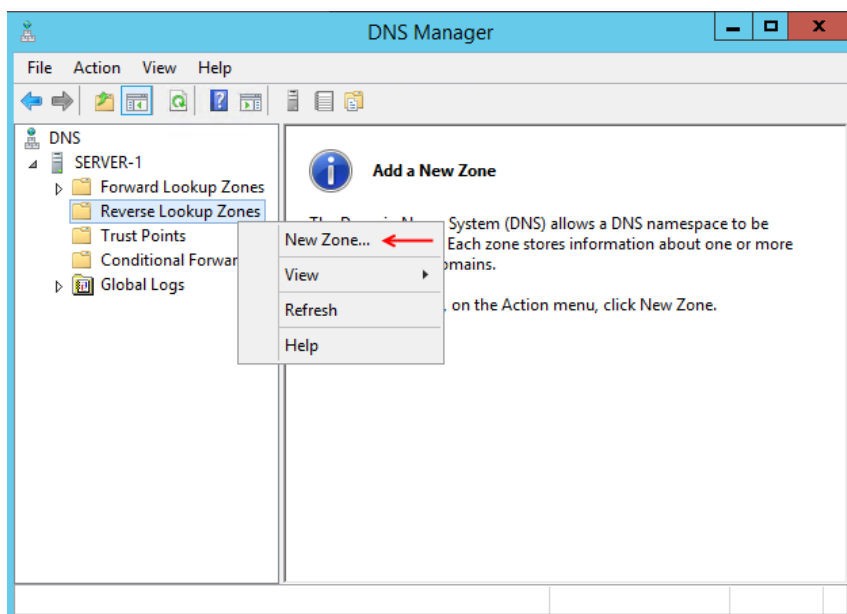 DNS Manager
File Action View Help
DNS
SERVER-1
Forward Lookup Zones
Reverse Lookup Zones
Trust Points
Conditional Forwar
Global Logs
New Zone...
View
Refresh
Help
Add a New Zone
System (DNS) allows a DNS namespace to be
Each zone stores information about one or more
omains.
, on the Action menu, click New Zone.